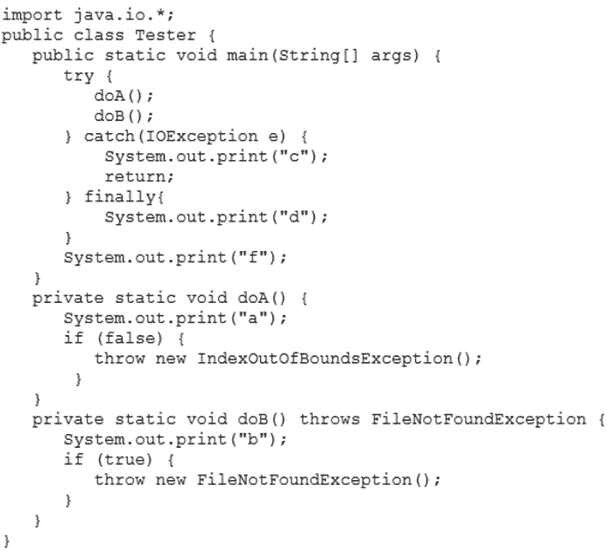 import java.io.*;
public class Tester {
   public static void main(String[] args) {
      try {
         doA();
         doB();
      } catch(IOException e) {
          System.out.print("c");
          return;
      } finally{
          System.out.print("d");
      }
      System.out.print("f");
   }
   private static void doA() {
      System.out.print("a");
      if (false) {
         throw new IndexOutOfBoundsException();
       }
   }
   private static void doB() throws FileNotFoundException {
      System.out.print("b");
      if (true) {
         throw new FileNotFoundException();
      }
   }
}